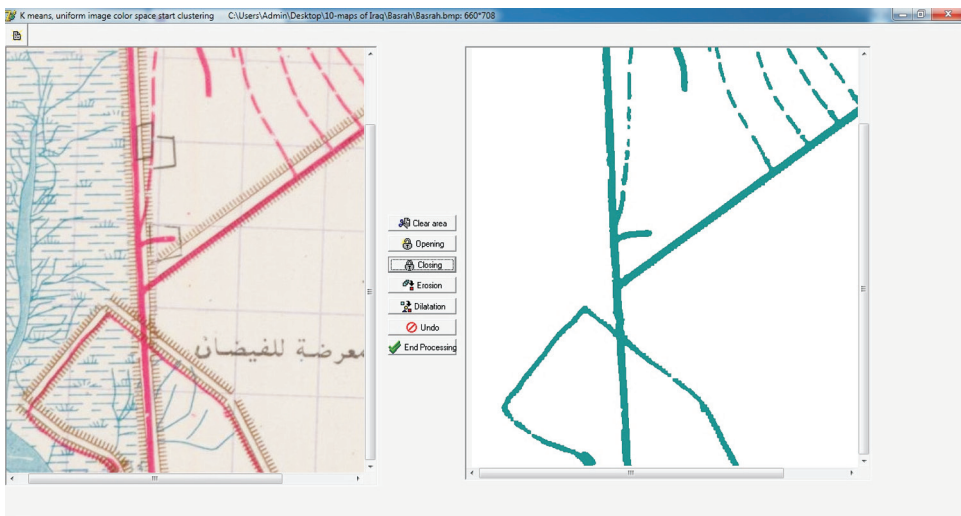 K means, uniform image color space start clustering C:\Users\Admin\Desktop\10-maps of Iraq\Basrah\Basrah.bmp: 660*708
Clear area
Opening
Closing
Erosion
Dilatation
Undo
End Processing
معرضة للفيضان